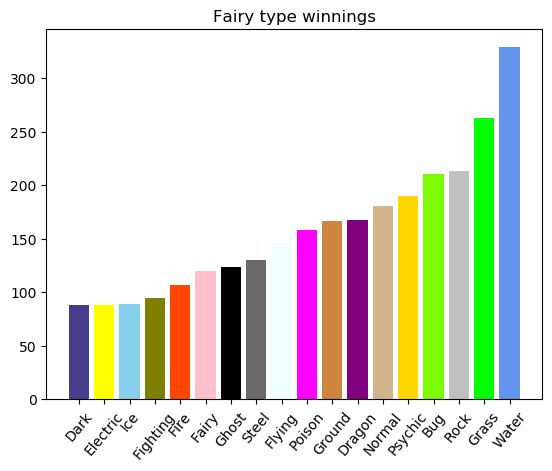 Fairy type winnings
300
250
200
150
100
50
0
Dark
Electric
Ice
Fighting
Fire
Fairy
Ghost
Steel
Flying
Poison
Ground
Dragon
Normal
Psychic
Bug
Rock
Grass
Water